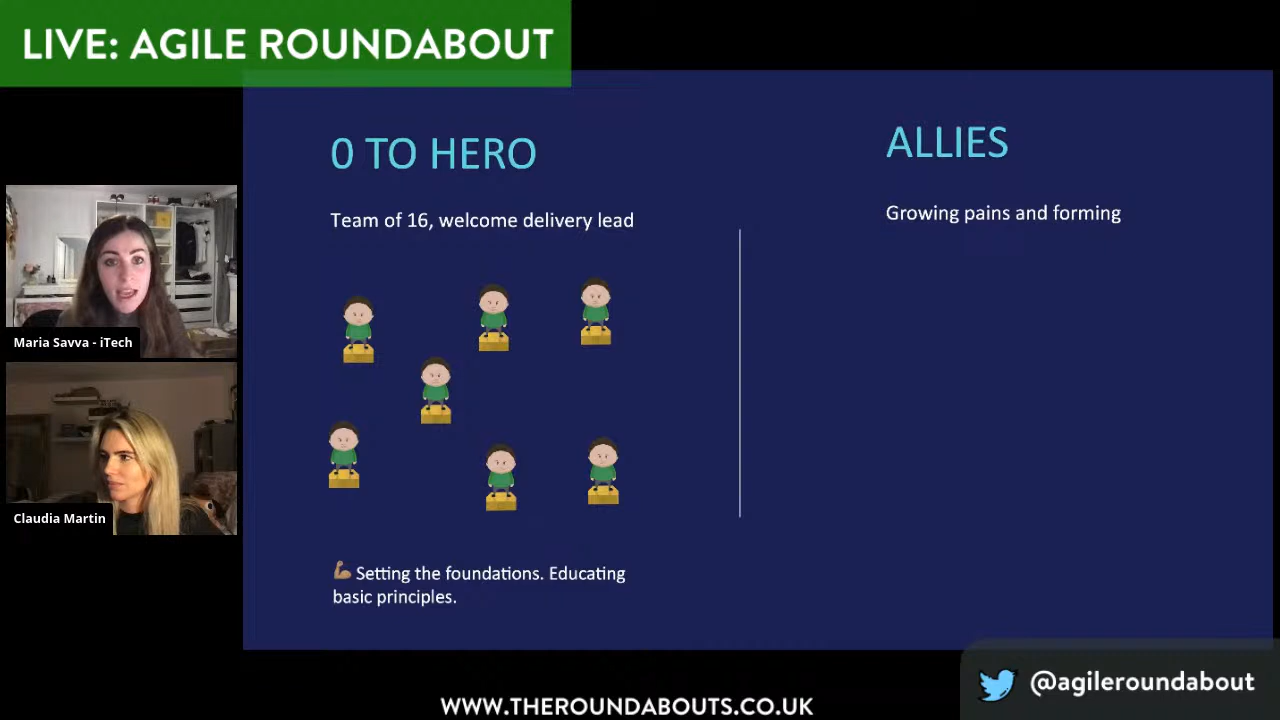 LIVE: AGILE ROUNDABOUT
0 TO HERO
Team of 16, welcome delivery lead
💪🏽 Setting the foundations. Educating
basic principles.
ALLIES
Growing pains and forming
Maria Savva - iTech
Claudia Martin
@agileroundabout
WWW.THEROUNDABOUTS.CO.UK